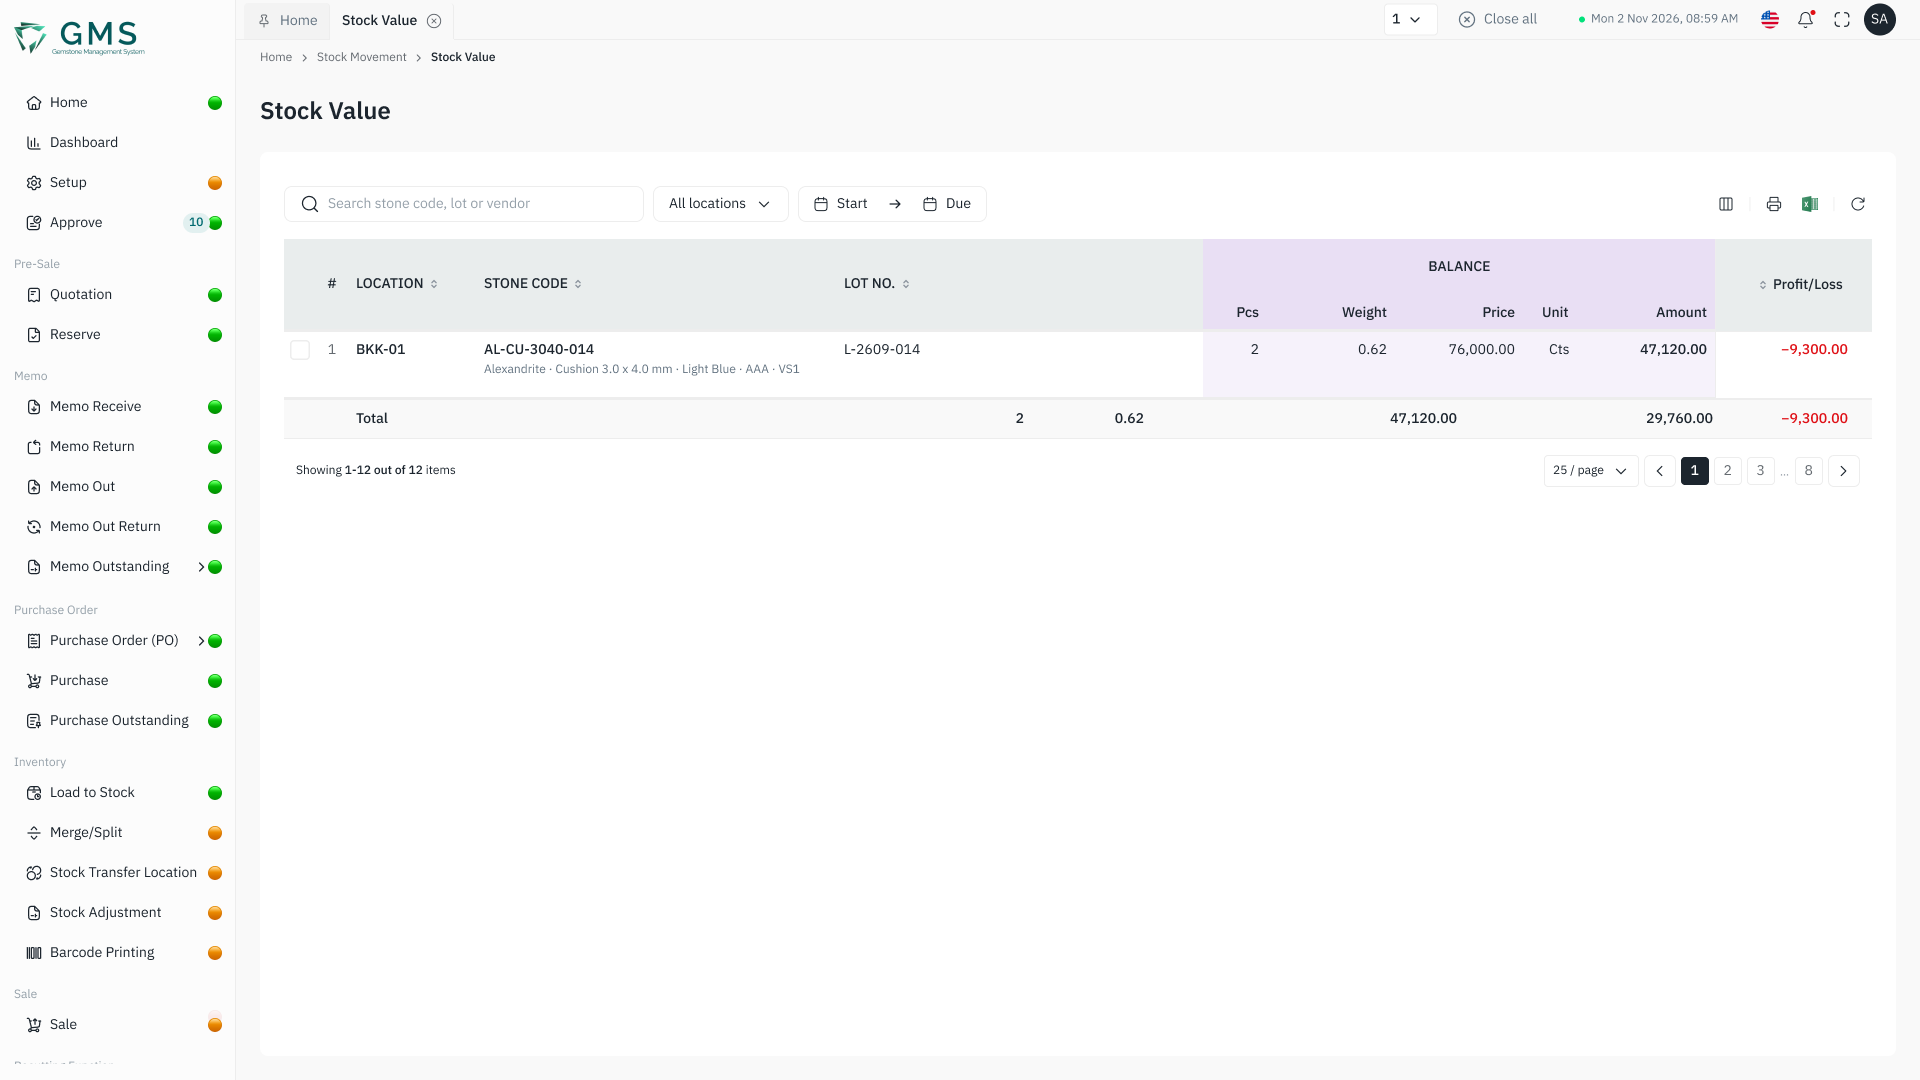 GMS
Gemstone Management System
Home
Dashboard
Setup
Approve 10
Pre-Sale
Quotation
Reserve
Memo
Memo Receive
Memo Return
Memo Out
Memo Out Return
Memo Outstanding
Purchase Order
Purchase Order (PO)
Purchase
Purchase Outstanding
Inventory
Load to Stock
Merge/Split
Stock Transfer Location
Stock Adjustment
Barcode Printing
Sale
Sale
Home Stock Value 1 Close all Mon 2 Nov 2026, 08:59 AM SA
Home > Stock Movement > Stock Value
Stock Value
Search stone code, lot or vendor All locations Start → Due
BALANCE
# LOCATION STONE CODE LOT NO. Profit/Loss
Pcs Weight Price Unit Amount
1 BKK-01 AL-CU-3040-014 L-2609-014 2 0.62 76,000.00 Cts 47,120.00 −9,300.00
Alexandrite · Cushion 3.0 x 4.0 mm · Light Blue · AAA · VS1
Total 2 0.62 47,120.00 29,760.00 −9,300.00
Showing 1-12 out of 12 items 25 / page 1 2 3 ... 8